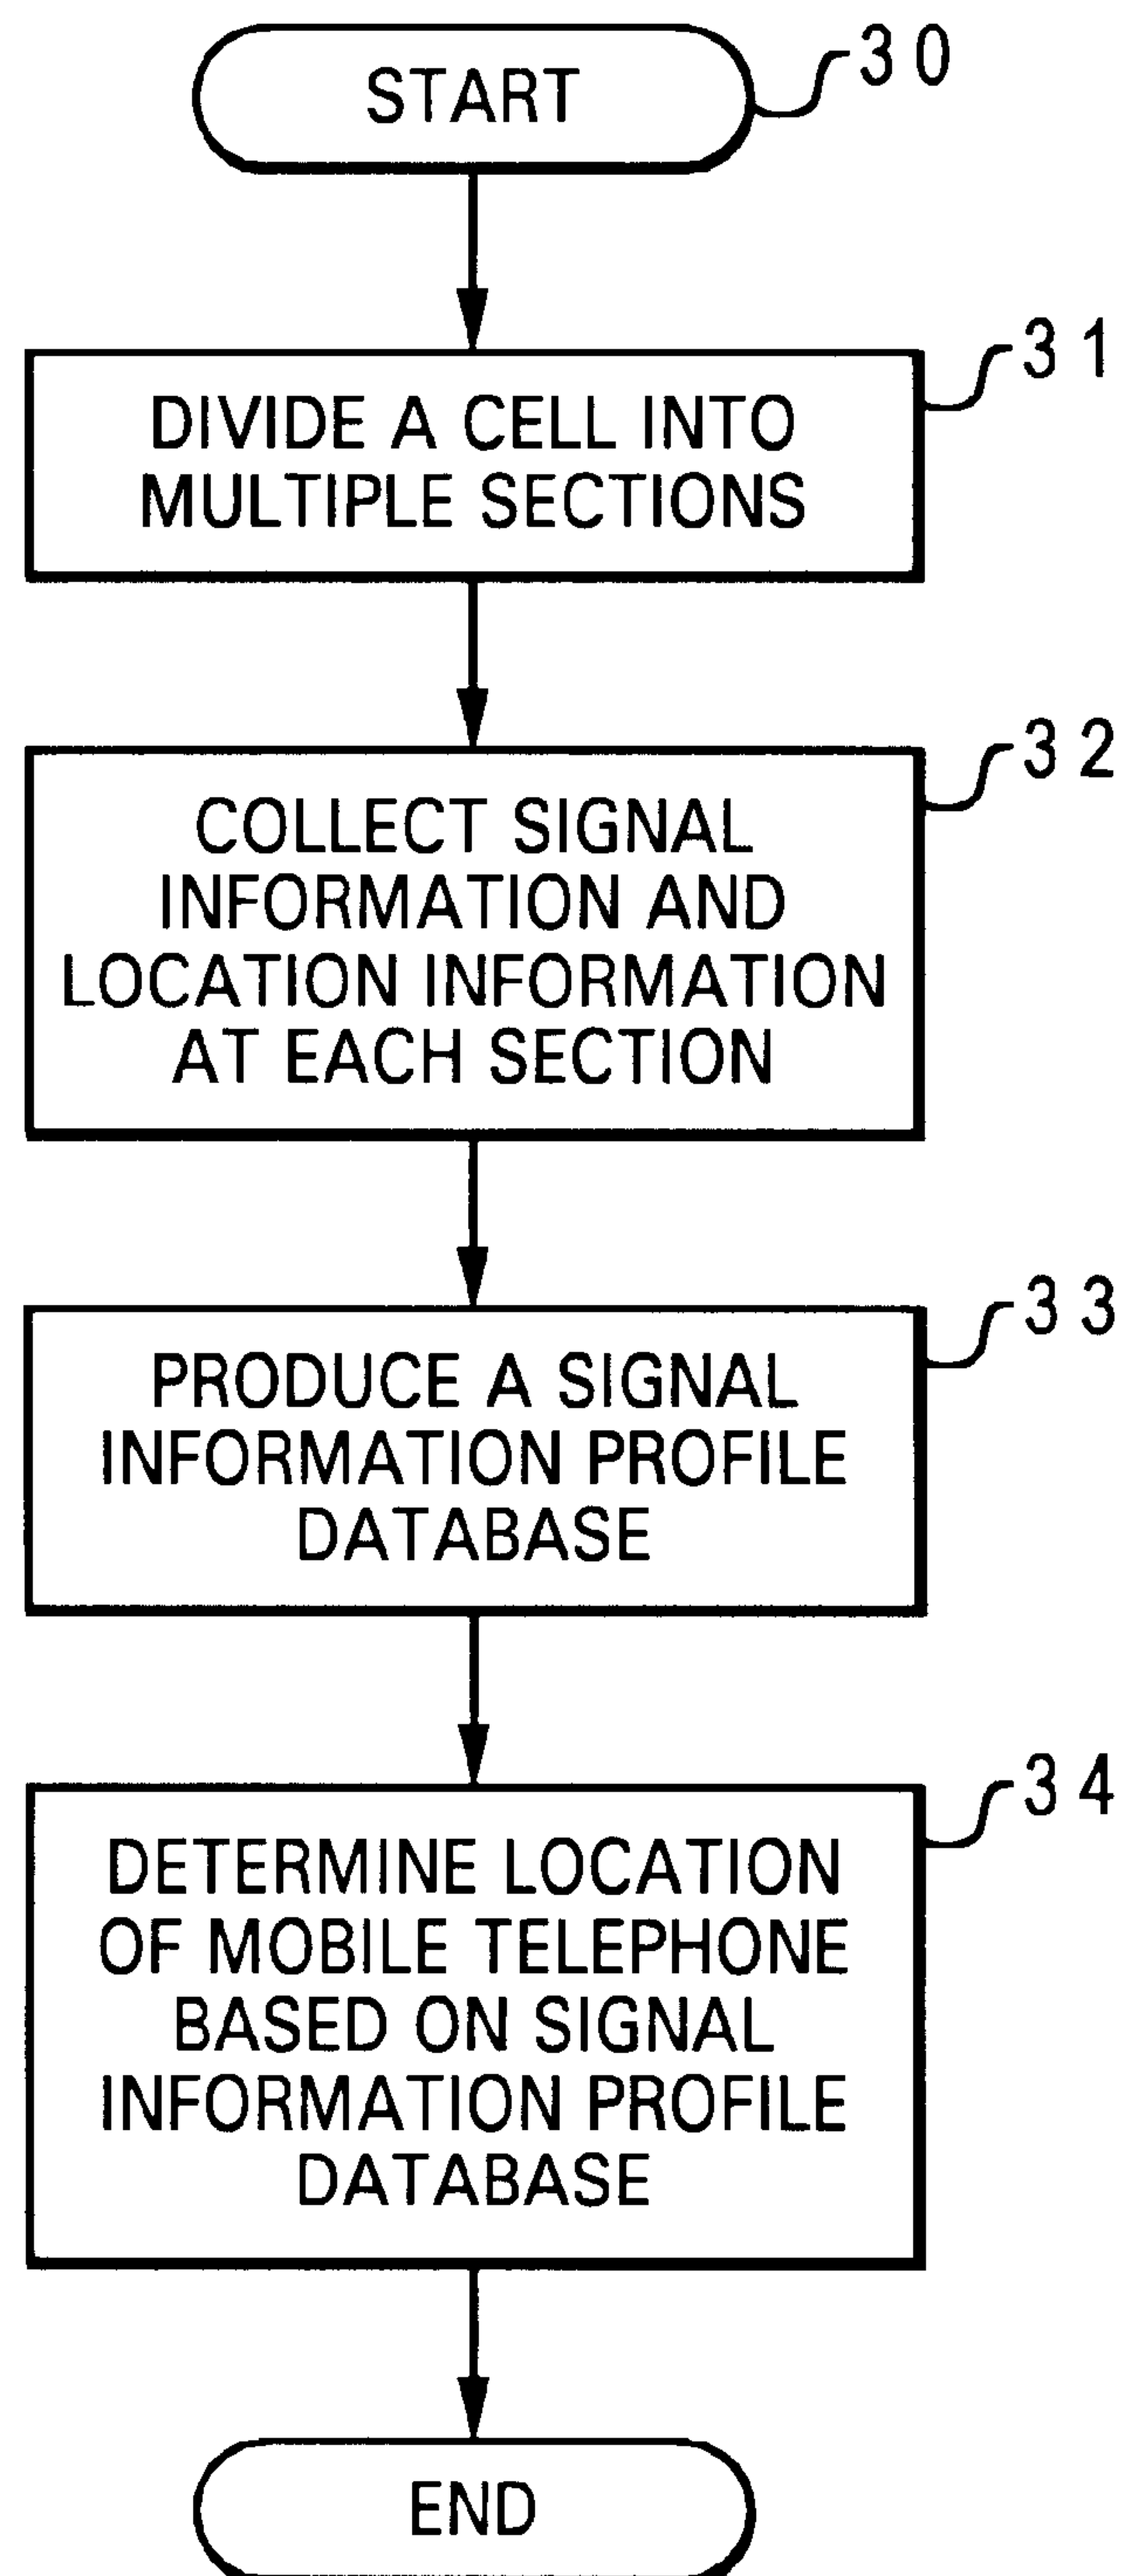 START
30
DIVIDE A CELL INTO
MULTIPLE SECTIONS
31
COLLECT SIGNAL
INFORMATION AND
LOCATION INFORMATION
AT EACH SECTION
32
PRODUCE A SIGNAL
INFORMATION PROFILE
DATABASE
33
DETERMINE LOCATION
OF MOBILE TELEPHONE
BASED ON SIGNAL
INFORMATION PROFILE
DATABASE
34
END